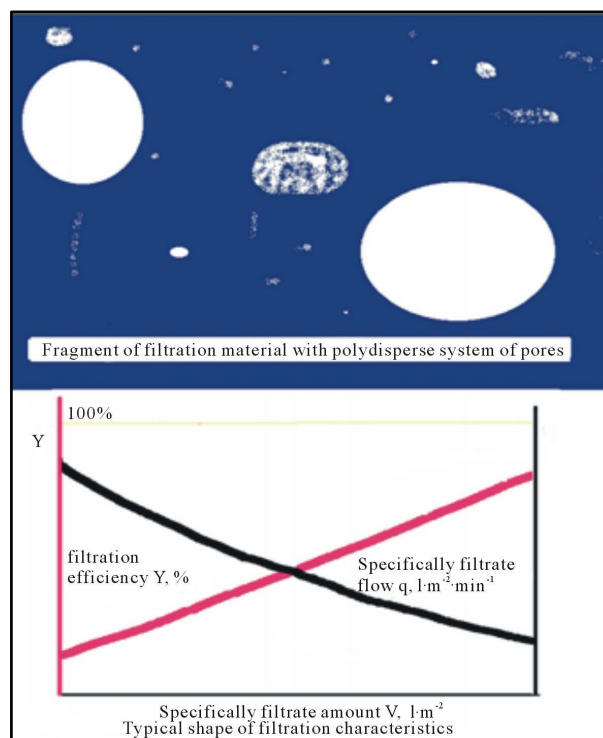 Fragment of filtration material with polydisperse system of pores
100%
Y
filtration
efficiency Y, %
Specifically filtrate
flow q, l·m⁻²·min⁻¹
Specifically filtrate amount V, l·m⁻²
Typical shape of filtration characteristics